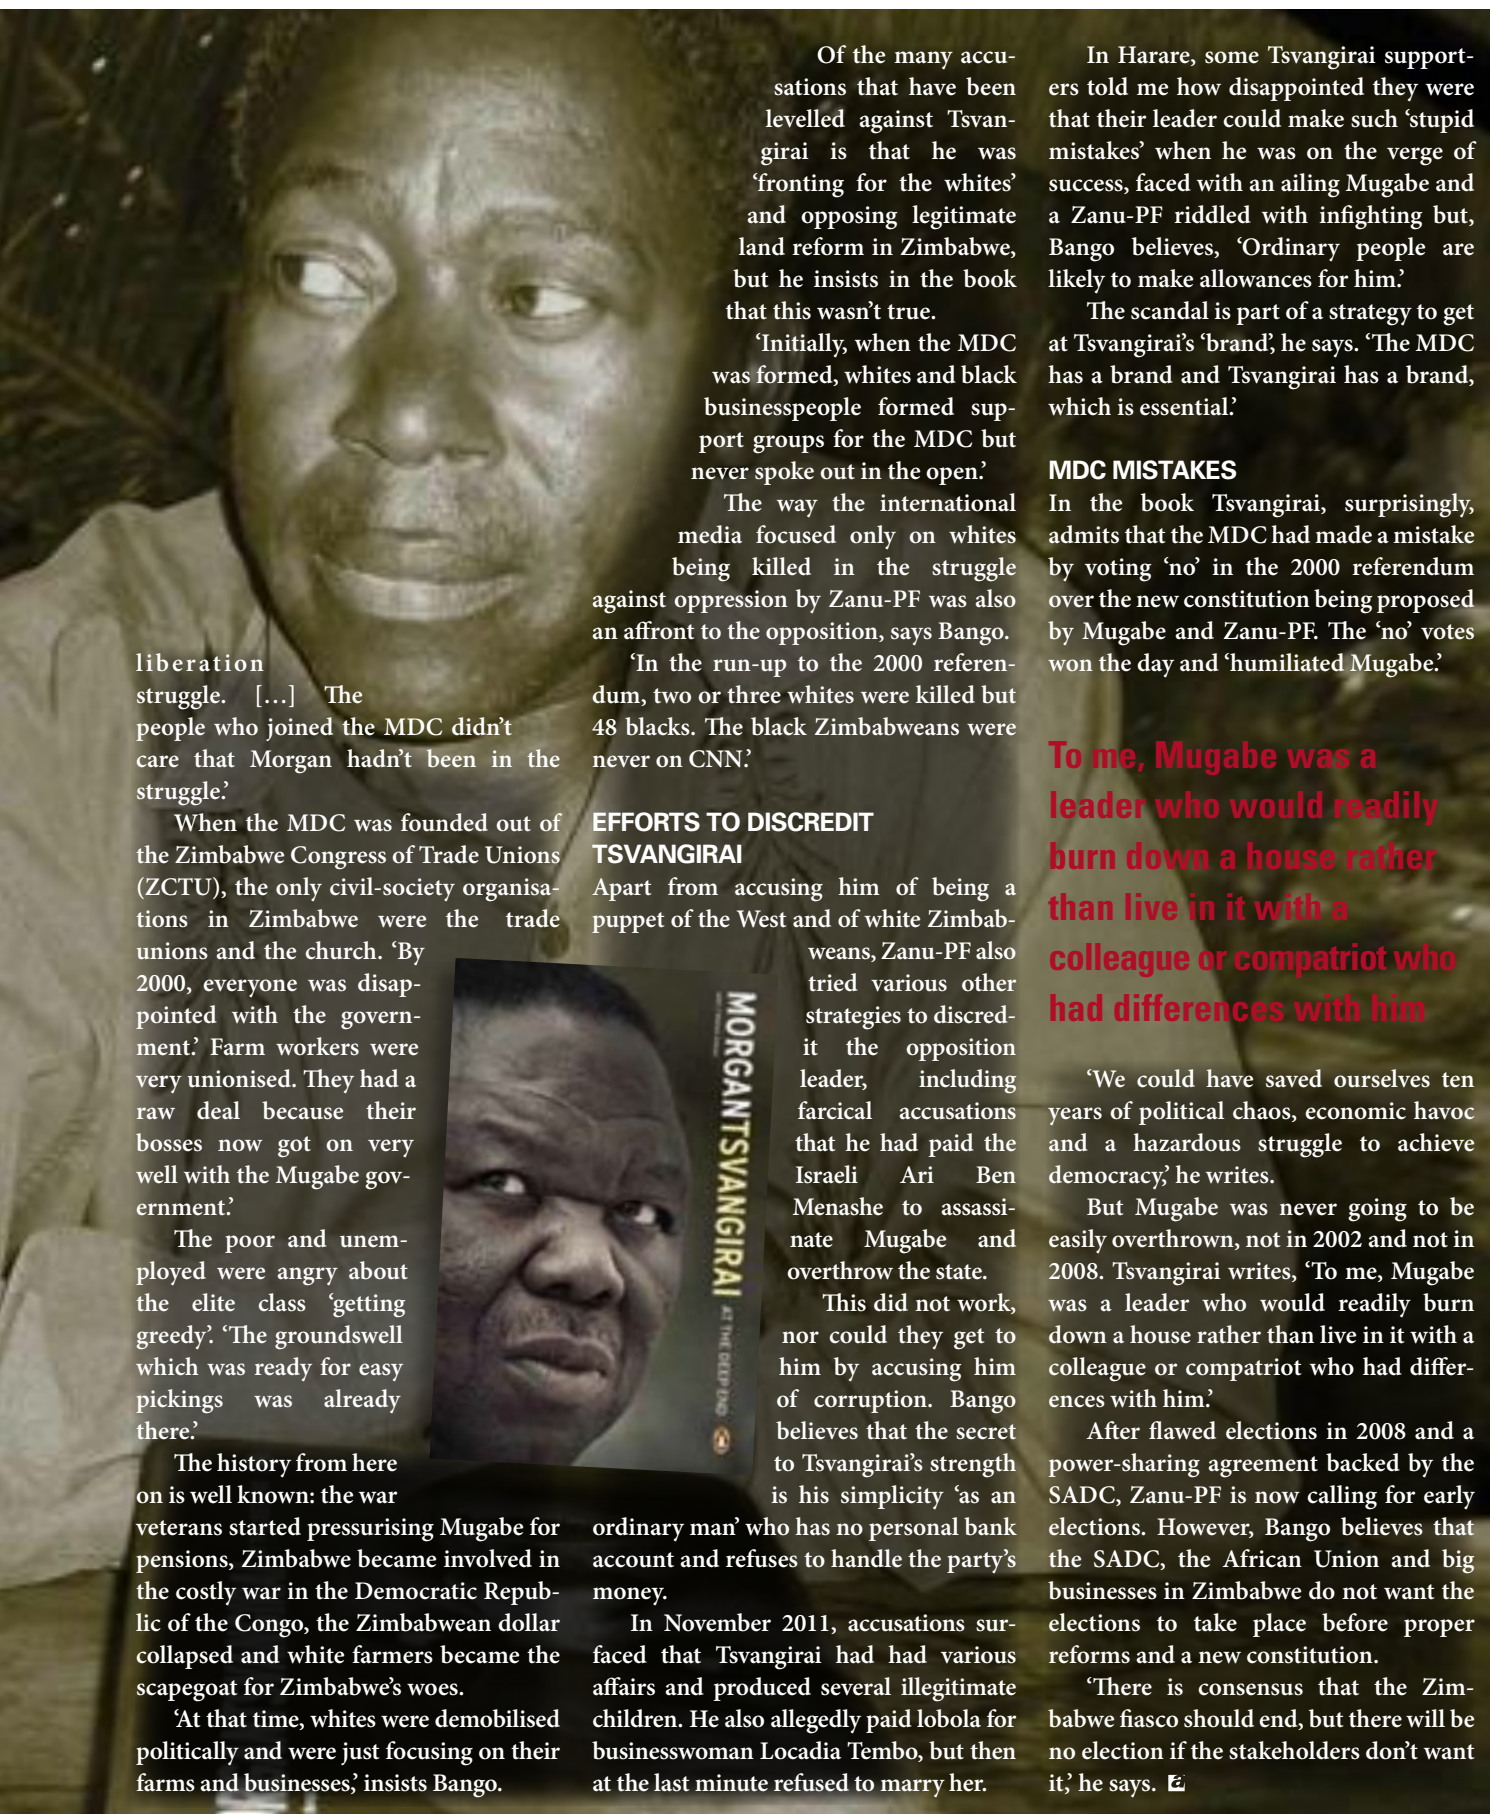 liberation
struggle. […] The
people who joined the MDC didn’t
care that Morgan hadn’t been in the
struggle.’
When the MDC was founded out of
the Zimbabwe Congress of Trade Unions
(ZCTU), the only civil-society organisa-
tions in Zimbabwe were the trade
unions and the church. ‘By
2000, everyone was disap-
pointed with the govern-
ment.’ Farm workers were
very unionised. They had a
raw deal because their
bosses now got on very
well with the Mugabe gov-
ernment.’
The poor and unem-
ployed were angry about
the elite class ‘getting
greedy’. ‘The groundswell
which was ready for easy
pickings was already
there.’
The history from here
on is well known: the war
veterans started pressurising Mugabe for
pensions, Zimbabwe became involved in
the costly war in the Democratic Repub-
lic of the Congo, the Zimbabwean dollar
collapsed and white farmers became the
scapegoat for Zimbabwe’s woes.
‘At that time, whites were demobilised
politically and were just focusing on their
farms and businesses,’ insists Bango.
Of the many accu-
sations that have been
levelled against Tsvan-
girai is that he was
‘fronting for the whites’
and opposing legitimate
land reform in Zimbabwe,
but he insists in the book
that this wasn’t true.
‘Initially, when the MDC
was formed, whites and black
businesspeople formed sup-
port groups for the MDC but
never spoke out in the open.’
The way the international
media focused only on whites
being killed in the struggle
against oppression by Zanu-PF was also
an affront to the opposition, says Bango.
‘In the run-up to the 2000 referen-
dum, two or three whites were killed but
48 blacks. The black Zimbabweans were
never on CNN.’
EFFORTS TO DISCREDIT
TSVANGIRAI
Apart from accusing him of being a
puppet of the West and of white Zimbab-
weans, Zanu-PF also
tried various other
strategies to discred-
it the opposition
leader, including
farcical accusations
that he had paid the
Israeli Ari Ben
Menashe to assassi-
nate Mugabe and
overthrow the state.
This did not work,
nor could they get to
him by accusing him
of corruption. Bango
believes that the secret
to Tsvangirai’s strength
is his simplicity ‘as an
ordinary man’ who has no personal bank
account and refuses to handle the party’s
money.
In November 2011, accusations sur-
faced that Tsvangirai had had various
affairs and produced several illegitimate
children. He also allegedly paid lobola for
businesswoman Locadia Tembo, but then
at the last minute refused to marry her.
MORGANTSVANGIRAI
AT THE DEEP END
In Harare, some Tsvangirai support-
ers told me how disappointed they were
that their leader could make such ‘stupid
mistakes’ when he was on the verge of
success, faced with an ailing Mugabe and
a Zanu-PF riddled with infighting but,
Bango believes, ‘Ordinary people are
likely to make allowances for him.’
The scandal is part of a strategy to get
at Tsvangirai’s ‘brand’, he says. ‘The MDC
has a brand and Tsvangirai has a brand,
which is essential.’
MDC MISTAKES
In the book Tsvangirai, surprisingly,
admits that the MDC had made a mistake
by voting ‘no’ in the 2000 referendum
over the new constitution being proposed
by Mugabe and Zanu-PF. The ‘no’ votes
won the day and ‘humiliated Mugabe.’
To me, Mugabe was a
leader who would readily
burn down a house rather
than live in it with a
colleague or compatriot who
had differences with him
‘We could have saved ourselves ten
years of political chaos, economic havoc
and a hazardous struggle to achieve
democracy,’ he writes.
But Mugabe was never going to be
easily overthrown, not in 2002 and not in
2008. Tsvangirai writes, ‘To me, Mugabe
was a leader who would readily burn
down a house rather than live in it with a
colleague or compatriot who had differ-
ences with him.’
After flawed elections in 2008 and a
power-sharing agreement backed by the
SADC, Zanu-PF is now calling for early
elections. However, Bango believes that
the SADC, the African Union and big
businesses in Zimbabwe do not want the
elections to take place before proper
reforms and a new constitution.
‘There is consensus that the Zim-
babwe fiasco should end, but there will be
no election if the stakeholders don’t want
it,’ he says.